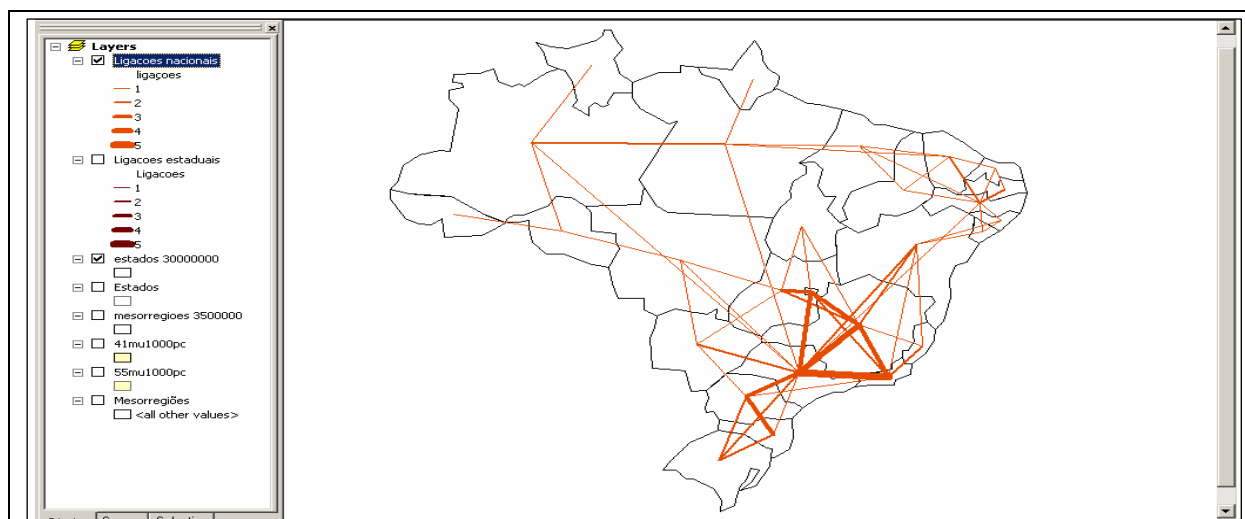 Layers
Ligacoes nacionais
ligaçoes
1
2
3
4
5
Ligacoes estaduais
Ligacoes
1
2
3
4
5
estados 30000000
Estados
mesorregioes 3500000
41mu1000pc
55mu1000pc
Mesorregiões
<all other values>